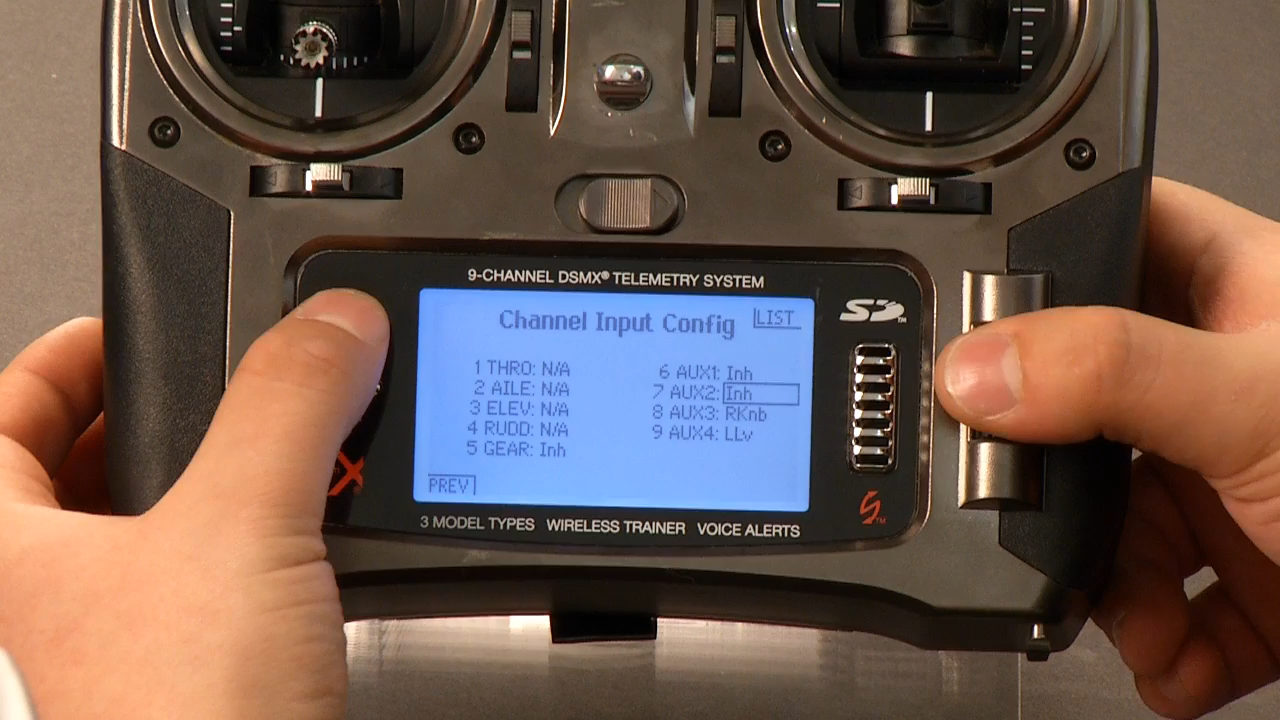 9-CHANNEL DSMX® TELEMETRY SYSTEM
Channel Input Config
LIST
1 THRO: N/A
2 AILE: N/A
3 ELEV: N/A
4 RUDD: N/A
5 GEAR: Inh
6 AUX1: Inh
7 AUX2: Inh
8 AUX3: RKnb
9 AUX4: LLv
PREV
SD™
X
3 MODEL TYPES WIRELESS TRAINER VOICE ALERTS